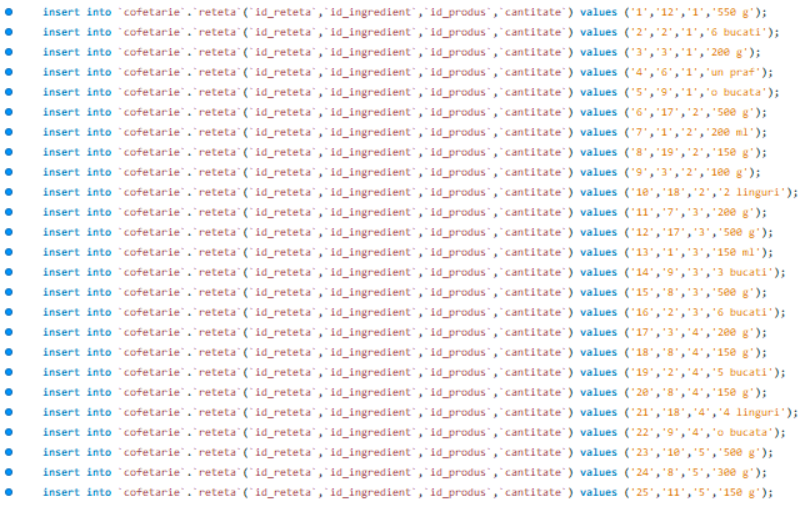 insert into `cofetarie`.`reteta`(`id_reteta`,`id_ingredient`,`id_produs`,`cantitate`) values ('1','12','1','550 g');
insert into `cofetarie`.`reteta`(`id_reteta`,`id_ingredient`,`id_produs`,`cantitate`) values ('2','2','1','6 bucati');
insert into `cofetarie`.`reteta`(`id_reteta`,`id_ingredient`,`id_produs`,`cantitate`) values ('3','3','1','200 g');
insert into `cofetarie`.`reteta`(`id_reteta`,`id_ingredient`,`id_produs`,`cantitate`) values ('4','6','1','un praf');
insert into `cofetarie`.`reteta`(`id_reteta`,`id_ingredient`,`id_produs`,`cantitate`) values ('5','9','1','o bucata');
insert into `cofetarie`.`reteta`(`id_reteta`,`id_ingredient`,`id_produs`,`cantitate`) values ('6','17','2','500 g');
insert into `cofetarie`.`reteta`(`id_reteta`,`id_ingredient`,`id_produs`,`cantitate`) values ('7','1','2','200 ml');
insert into `cofetarie`.`reteta`(`id_reteta`,`id_ingredient`,`id_produs`,`cantitate`) values ('8','19','2','150 g');
insert into `cofetarie`.`reteta`(`id_reteta`,`id_ingredient`,`id_produs`,`cantitate`) values ('9','3','2','100 g');
insert into `cofetarie`.`reteta`(`id_reteta`,`id_ingredient`,`id_produs`,`cantitate`) values ('10','18','2','2 linguri');
insert into `cofetarie`.`reteta`(`id_reteta`,`id_ingredient`,`id_produs`,`cantitate`) values ('11','7','3','200 g');
insert into `cofetarie`.`reteta`(`id_reteta`,`id_ingredient`,`id_produs`,`cantitate`) values ('12','17','3','500 g');
insert into `cofetarie`.`reteta`(`id_reteta`,`id_ingredient`,`id_produs`,`cantitate`) values ('13','1','3','150 ml');
insert into `cofetarie`.`reteta`(`id_reteta`,`id_ingredient`,`id_produs`,`cantitate`) values ('14','9','3','3 bucati');
insert into `cofetarie`.`reteta`(`id_reteta`,`id_ingredient`,`id_produs`,`cantitate`) values ('15','8','3','500 g');
insert into `cofetarie`.`reteta`(`id_reteta`,`id_ingredient`,`id_produs`,`cantitate`) values ('16','2','3','6 bucati');
insert into `cofetarie`.`reteta`(`id_reteta`,`id_ingredient`,`id_produs`,`cantitate`) values ('17','3','4','200 g');
insert into `cofetarie`.`reteta`(`id_reteta`,`id_ingredient`,`id_produs`,`cantitate`) values ('18','8','4','150 g');
insert into `cofetarie`.`reteta`(`id_reteta`,`id_ingredient`,`id_produs`,`cantitate`) values ('19','2','4','5 bucati');
insert into `cofetarie`.`reteta`(`id_reteta`,`id_ingredient`,`id_produs`,`cantitate`) values ('20','8','4','150 g');
insert into `cofetarie`.`reteta`(`id_reteta`,`id_ingredient`,`id_produs`,`cantitate`) values ('21','18','4','4 linguri');
insert into `cofetarie`.`reteta`(`id_reteta`,`id_ingredient`,`id_produs`,`cantitate`) values ('22','9','4','o bucata');
insert into `cofetarie`.`reteta`(`id_reteta`,`id_ingredient`,`id_produs`,`cantitate`) values ('23','10','5','500 g');
insert into `cofetarie`.`reteta`(`id_reteta`,`id_ingredient`,`id_produs`,`cantitate`) values ('24','8','5','300 g');
insert into `cofetarie`.`reteta`(`id_reteta`,`id_ingredient`,`id_produs`,`cantitate`) values ('25','11','5','150 g');